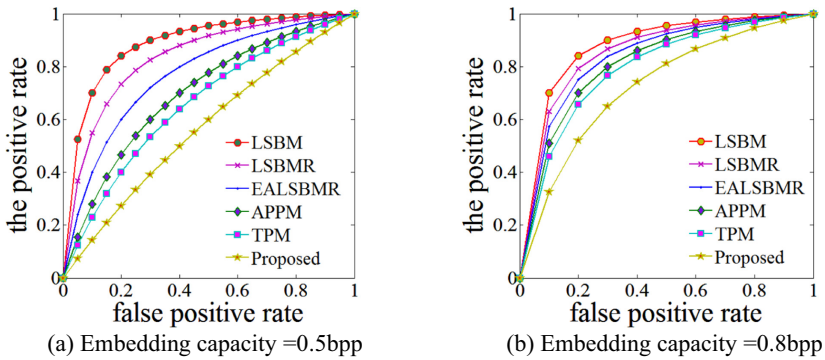 the positive rate
1
0.8
0.6
0.4
0.2
0
0 0.2 0.4 0.6 0.8 1
false positive rate
LSBM
LSBMR
EALSBMR
APPM
TPM
Proposed
(a) Embedding capacity =0.5bpp
the positive rate
1
0.8
0.6
0.4
0.2
0
0 0.2 0.4 0.6 0.8 1
false positive rate
LSBM
LSBMR
EALSBMR
APPM
TPM
Proposed
(b) Embedding capacity =0.8bpp